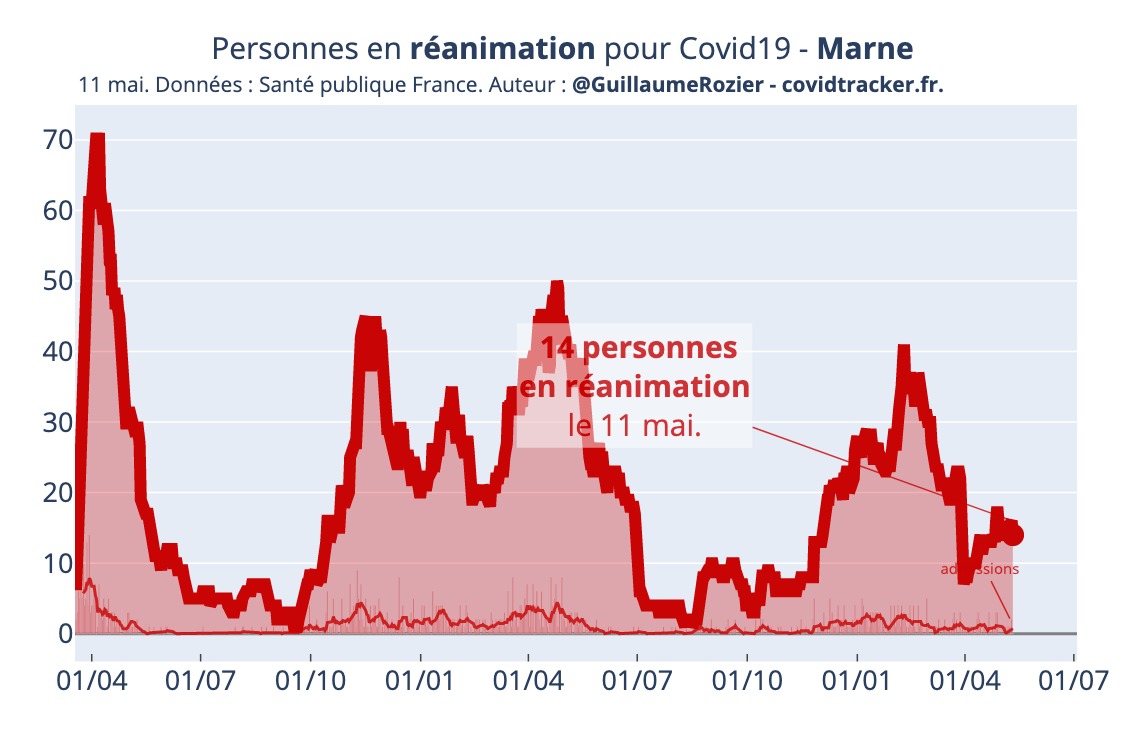 Personnes en réanimation pour Covid19 - Marne
11 mai. Données : Santé publique France. Auteur : @GuillaumeRozier - covidtracker.fr.
70
60
50
40
30
20
10
0
14 personnes
en réanimation
le 11 mai.
admissions
01/04 01/07 01/10 01/01 01/04 01/07 01/10 01/01 01/04 01/07